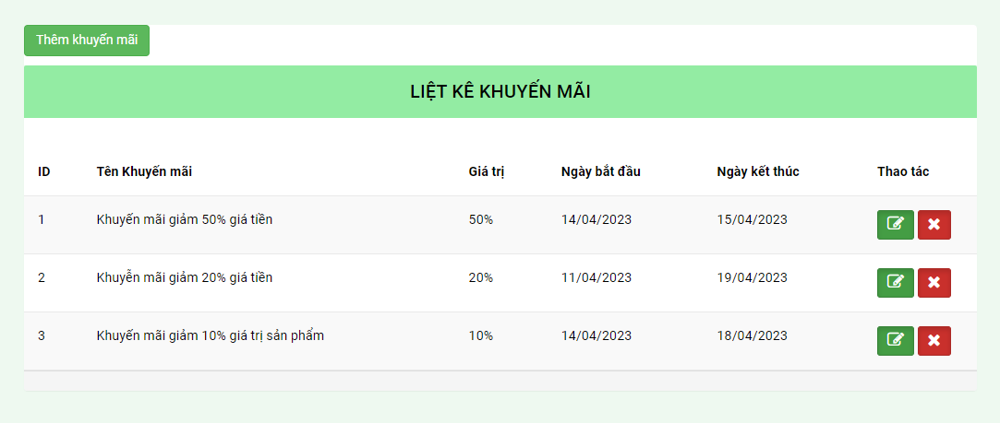 Thêm khuyến mãi
LIỆT KÊ KHUYẾN MÃI
ID Tên Khuyến mãi Giá trị Ngày bắt đầu Ngày kết thúc Thao tác
1 Khuyến mãi giảm 50% giá tiền 50% 14/04/2023 15/04/2023
2 Khuyễn mãi giảm 20% giá tiền 20% 11/04/2023 19/04/2023
3 Khuyến mãi giảm 10% giá trị sản phẩm 10% 14/04/2023 18/04/2023